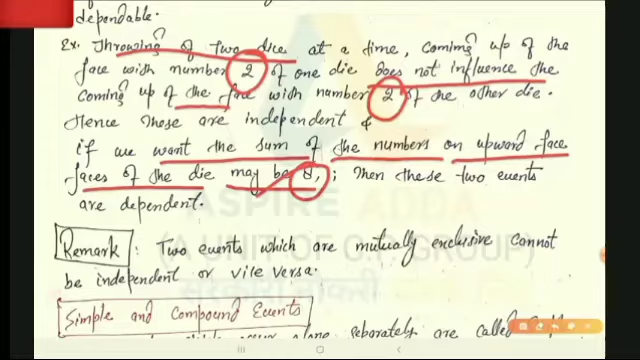 dependable.
Ex. Throwing of two dice at a time, coming up of the
face with number 2 of one die does not influence the
coming up of the face with number 2 of the other die.
Hence these are independent &
if we want the sum of the numbers on upward face
faces of the die may be 8, ; Then these two events
are dependent.
ASPIRE ADDA
Remark : Two events which are mutually exclusive cannot
(A UNIT OF O.P. GROUP)
be independent or vice versa.
सरकारी नौकरी
Simple and Compound Events
are called